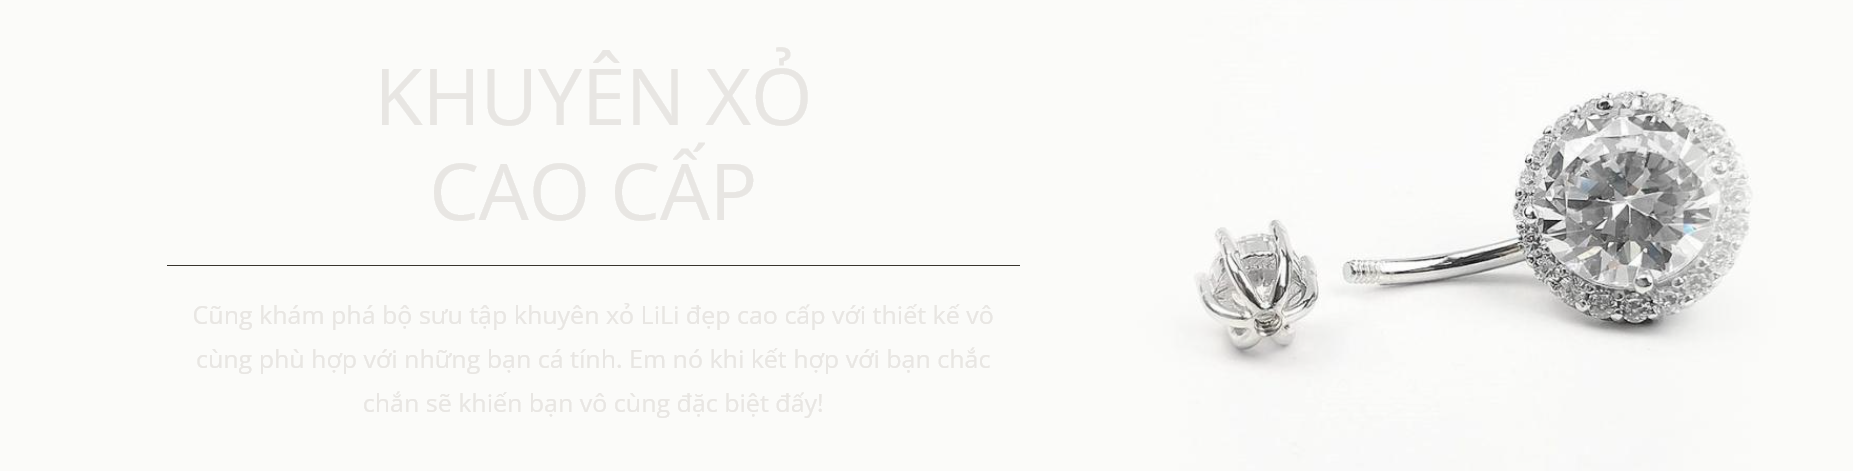 KHUYÊN XỎ
CAO CẤP
Cũng khám phá bộ sưu tập khuyên xỏ LiLi đẹp cao cấp với thiết kế vô
cùng phù hợp với những bạn cá tính. Em nó khi kết hợp với bạn chắc
chắn sẽ khiến bạn vô cùng đặc biệt đấy!